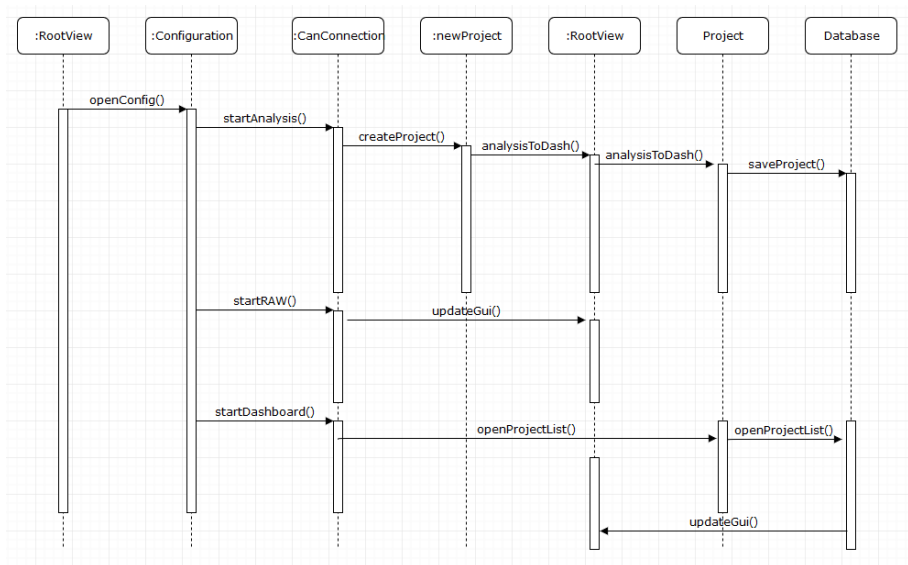 :RootView
:Configuration
:CanConnection
:newProject
:RootView
Project
Database
openConfig()
startAnalysis()
createProject()
analysisToDash()
analysisToDash()
saveProject()
startRAW()
updateGui()
startDashboard()
openProjectList()
openProjectList()
updateGui()